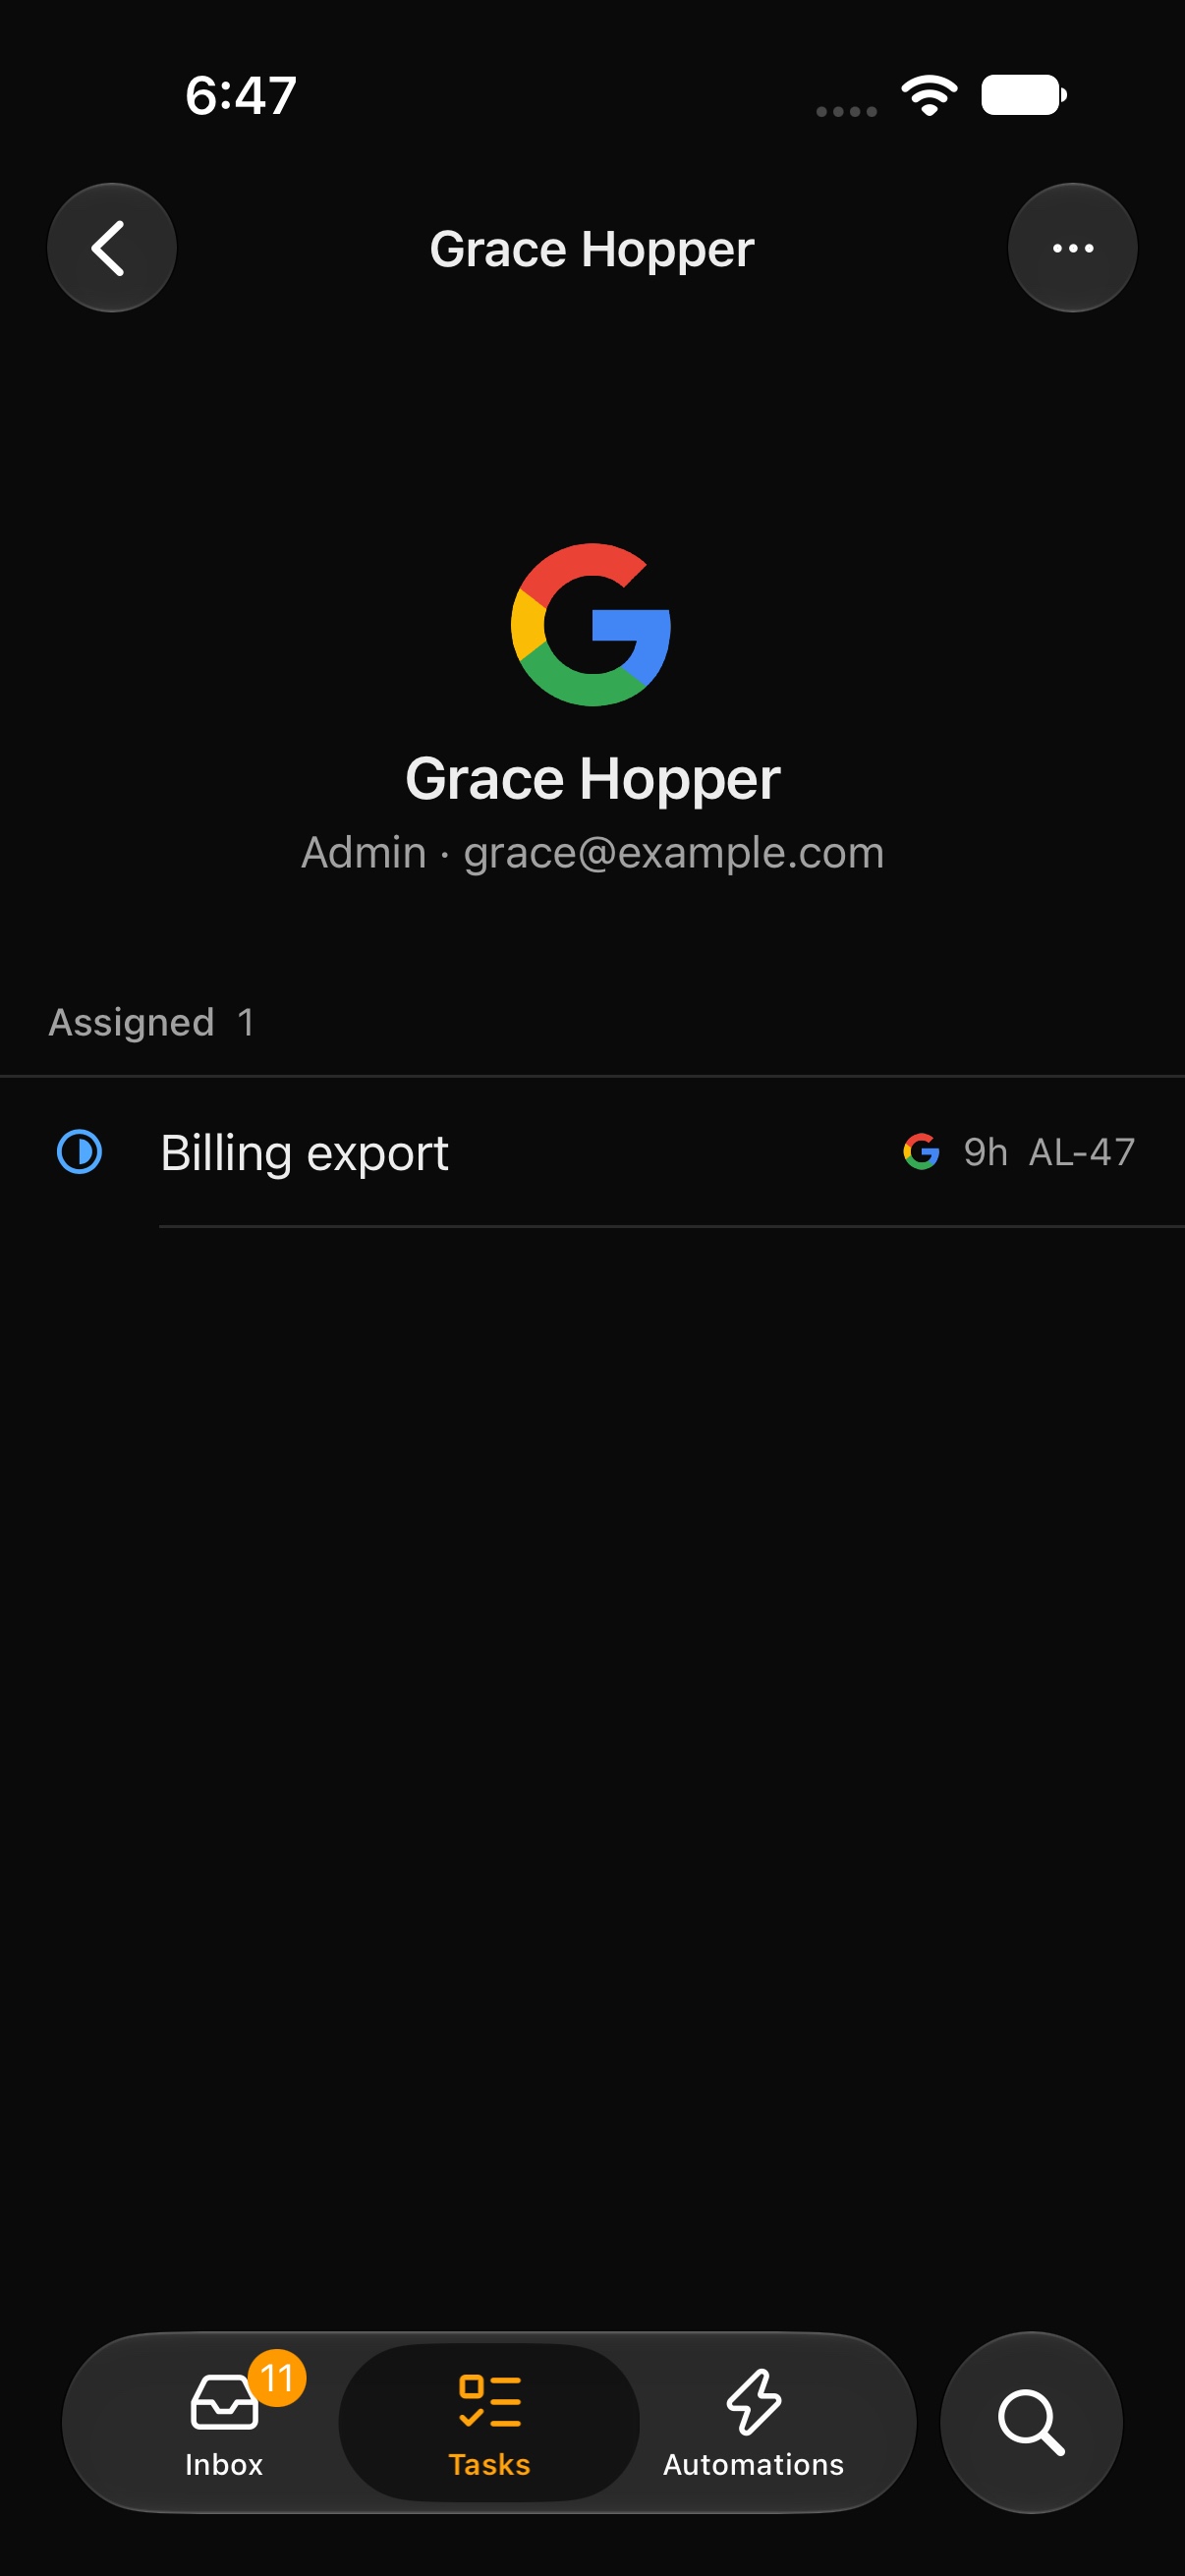 6:47
Grace Hopper
Grace Hopper
Admin · grace@example.com
Assigned 1
Billing export 9h AL-47
11
Inbox Tasks Automations